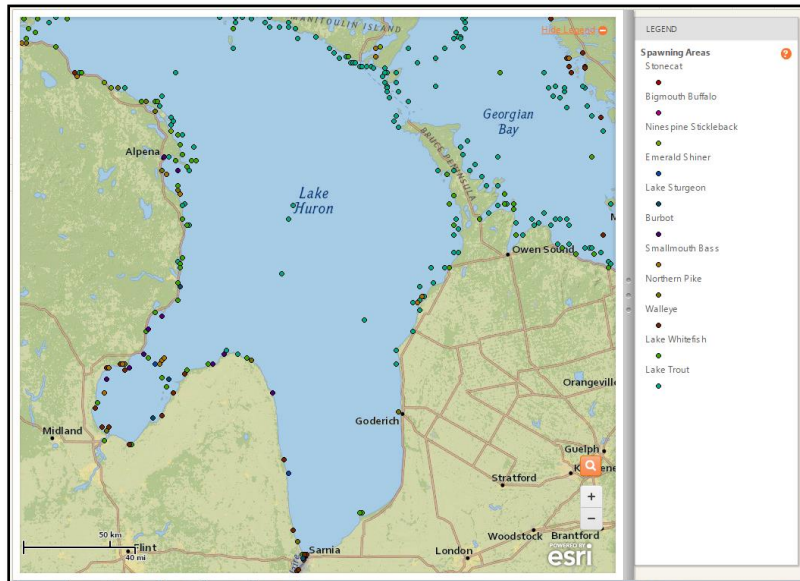 MANITOULIN ISLAND
Hide Legend
Georgian
Bay
Alpena
BRUCE PENINSULA
Lake
Huron
Owen Sound
Orangeville
Goderich
Midland
Guelph
Stratford
50 km
40 mi
Flint
Sarnia
London
Woodstock
Brantford
+
−
POWERED BY
esri
LEGEND
Spawning Areas
?
Stonecat
Bigmouth Buffalo
Ninespine Stickleback
Emerald Shiner
Lake Sturgeon
Burbot
Smallmouth Bass
Northern Pike
Walleye
Lake Whitefish
Lake Trout